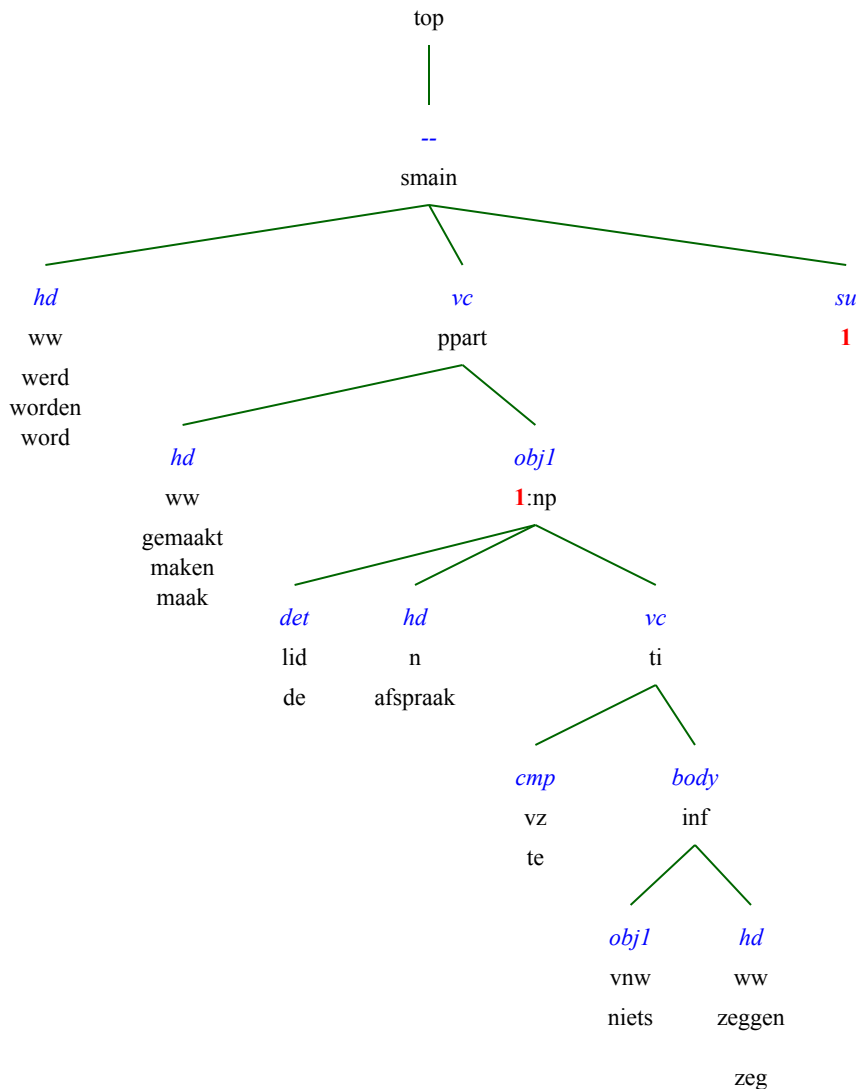 top
--
smain
hd vc su
ww ppart 1
werd
worden
word
hd obj1
ww 1:np
gemaakt
maken
maak
det hd vc
lid n ti
de afspraak
cmp body
vz inf
te
obj1 hd
vnw ww
niets zeggen
zeg